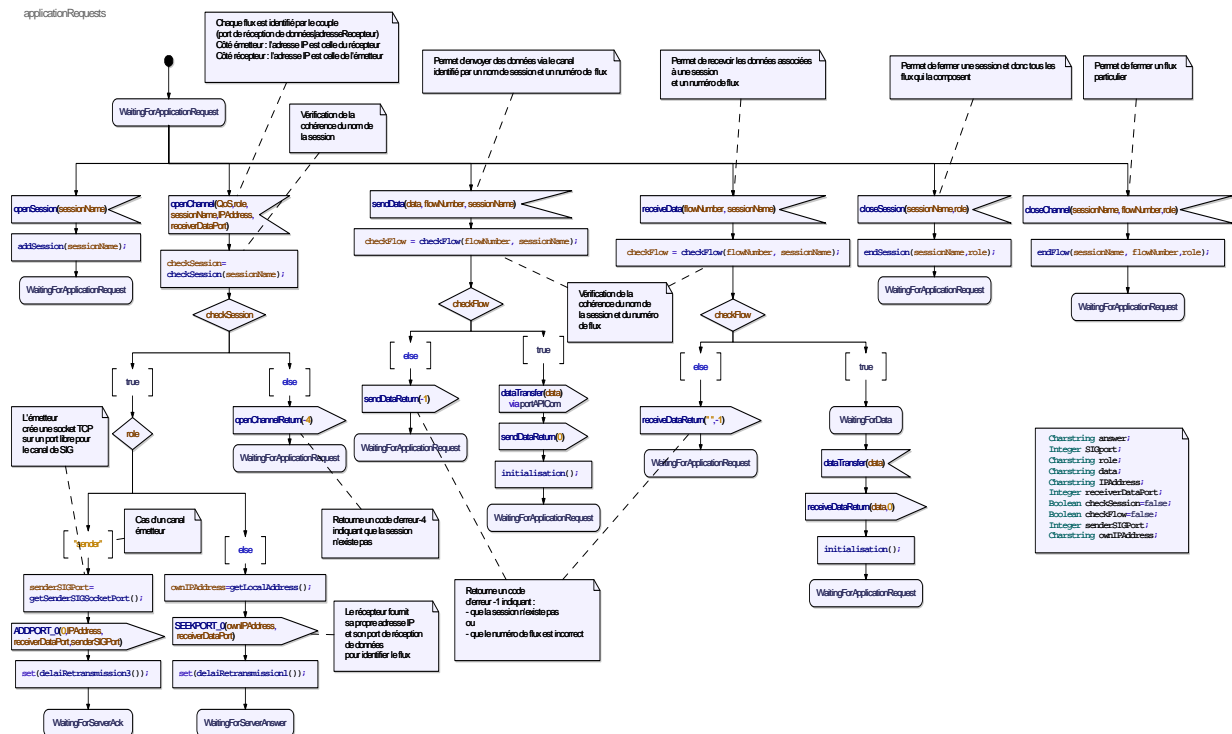 applicationRequests
Chaque flux est identifié par le couple
(port de réception de données|adresseRecepteur)
Côté émetteur : l'adresse IP est celle du récepteur
Côté récepteur : l'adresse IP est celle de l'émetteur
Permet d'envoyer des données via le canal
identifié par un nom de session et un numéro de flux
Permet de recevoir les données associées
à une session
et un numéro de flux
Permet de fermer une session et donc tous les
flux qui la composent
Permet de fermer un flux
particulier
WaitingForApplicationRequest
Vérification de la
cohérence du nom de
la session
openSession(sessionName)
addSession(sessionName);
WaitingForApplicationRequest
openChannel(QoS,role,
sessionName,IPAddress,
receiverDataPort)
checkSession=
checkSession(sessionName);
checkSession
sendData(data, flowNumber, sessionName)
checkFlow = checkFlow(flowNumber, sessionName);
checkFlow
receiveData(flowNumber, sessionName)
checkFlow = checkFlow(flowNumber, sessionName);
checkFlow
Vérification de la
cohérence du nom de
la session et du numéro
de flux
closeSession(sessionName,role)
endSession(sessionName,role);
WaitingForApplicationRequest
closeChannel(sessionName, flowNumber,role)
endFlow(sessionName, flowNumber,role);
WaitingForApplicationRequest
true
else
else
true
else
true
L'émetteur
crée une socket TCP
sur un port libre pour
le canal de SIG
role
openChannelReturn(-4)
WaitingForApplicationRequest
sendDataReturn(-1)
WaitingForApplicationRequest
dataTransfer(data)
via portAPICom
sendDataReturn(0)
initialisation();
WaitingForApplicationRequest
receiveDataReturn(" ",-1)
WaitingForApplicationRequest
WaitingForData
dataTransfer(data)
receiveDataReturn(data,0)
initialisation();
WaitingForApplicationRequest
Charstring answer;
Integer SIGport;
Charstring role;
Charstring data;
Charstring IPAddress;
Integer receiverDataPort;
Boolean checkSession=false;
Boolean checkFlow=false;
Integer senderSIGPort;
Charstring ownIPAddress;
Cas d'un canal
émetteur
Retourne un code d'erreur-4
indiquant que la session
n'existe pas
"sender"
else
senderSIGPort=
getSenderSIGSocketPort();
ADDPORT_0(0,IPAddress,
receiverDataPort,senderSIGPort)
set(delaiRetransmission3());
WaitingForServerAck
ownIPAddress=getLocalAddress();
SEEKPORT_0(ownIPAddress,
receiverDataPort)
set(delaiRetransmission1());
WaitingForServerAnswer
Le récepteur fournit
sa propre adresse IP
et son port de réception
de données
pour identifier le flux
Retourne un code
d'erreur -1 indiquant :
- que la session n'existe pas
ou
- que le numéro de flux est incorrect